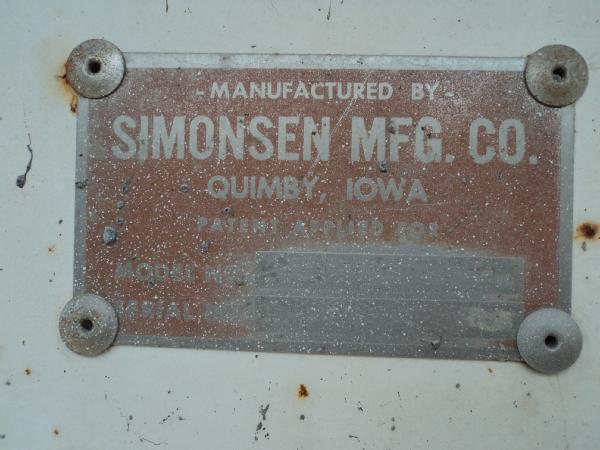 - MANUFACTURED BY -
SIMONSEN MFG. CO.
QUIMBY, IOWA
PATENT APPLIED FOR
MODEL NO.
SERIAL NO.